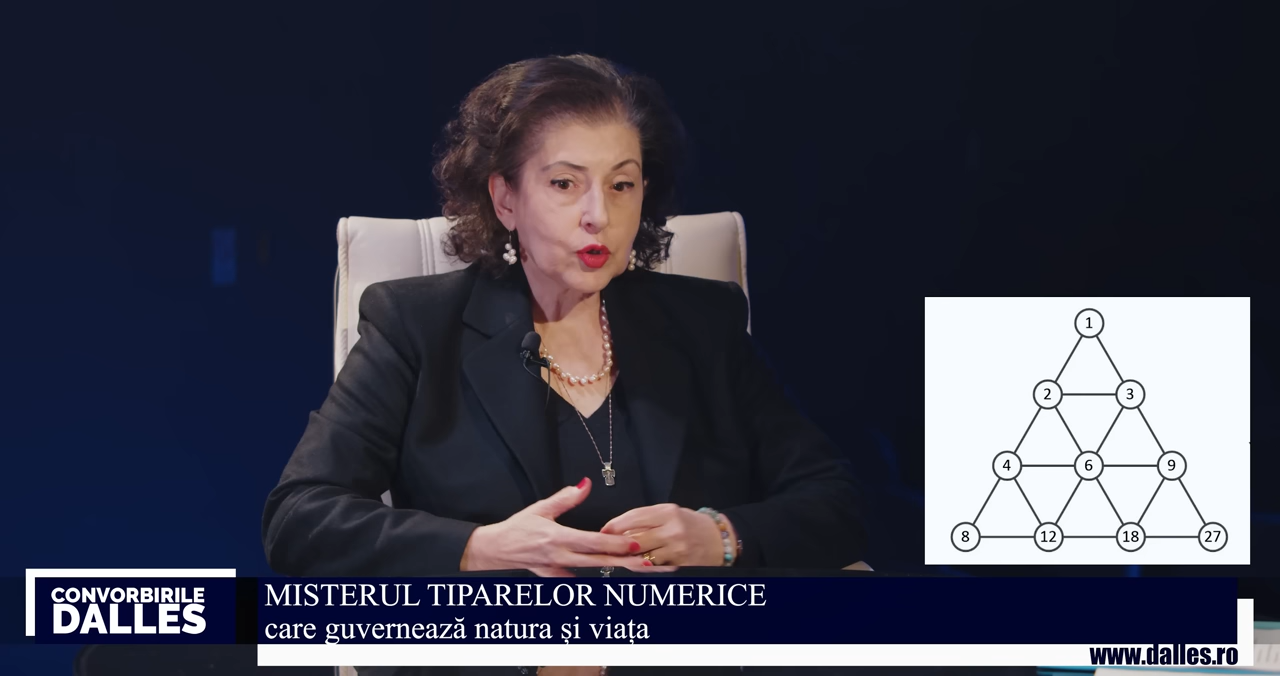 1
2 3
4 6 9
8 12 18 27
CONVORBIRILE
DALLES
MISTERUL TIPARELOR NUMERICE
care guvernează natura și viața
www.dalles.ro